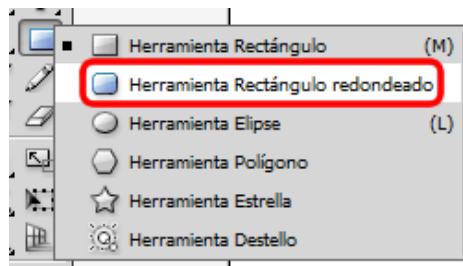 Herramienta Rectángulo (M)
Herramienta Rectángulo redondeado
Herramienta Elipse (L)
Herramienta Polígono
Herramienta Estrella
Herramienta Destello